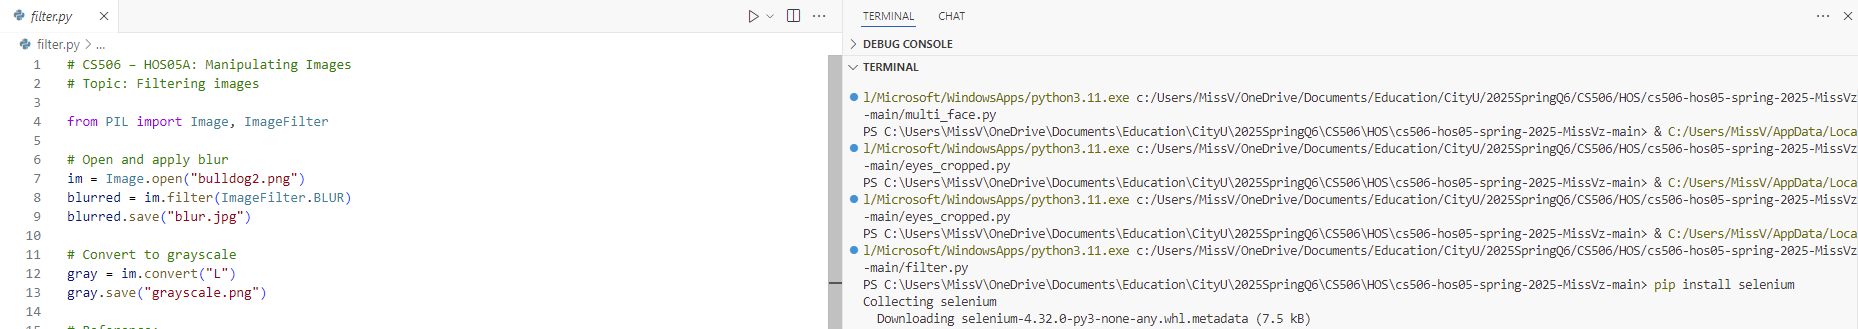 filter.py
filter.py > ...
1 # CS506 – HOS05A: Manipulating Images
2 # Topic: Filtering images
3
4 from PIL import Image, ImageFilter
5
6 # Open and apply blur
7 im = Image.open("bulldog2.png")
8 blurred = im.filter(ImageFilter.BLUR)
9 blurred.save("blur.jpg")
10
11 # Convert to grayscale
12 gray = im.convert("L")
13 gray.save("grayscale.png")
14
TERMINAL CHAT
DEBUG CONSOLE
TERMINAL
l/Microsoft/WindowsApps/python3.11.exe c:/Users/MissV/OneDrive/Documents/Education/CityU/2025SpringQ6/CS506/HOS/cs506-hos05-spring-2025-MissVz
-main/multi_face.py
PS C:\Users\MissV\OneDrive\Documents\Education\CityU\2025SpringQ6\CS506\HOS\cs506-hos05-spring-2025-MissVz-main> & C:/Users/MissV/AppData/Loca
l/Microsoft/WindowsApps/python3.11.exe c:/Users/MissV/OneDrive/Documents/Education/CityU/2025SpringQ6/CS506/HOS/cs506-hos05-spring-2025-MissVz
-main/eyes_cropped.py
PS C:\Users\MissV\OneDrive\Documents\Education\CityU\2025SpringQ6\CS506\HOS\cs506-hos05-spring-2025-MissVz-main> & C:/Users/MissV/AppData/Loca
l/Microsoft/WindowsApps/python3.11.exe c:/Users/MissV/OneDrive/Documents/Education/CityU/2025SpringQ6/CS506/HOS/cs506-hos05-spring-2025-MissVz
-main/eyes_cropped.py
PS C:\Users\MissV\OneDrive\Documents\Education\CityU\2025SpringQ6\CS506\HOS\cs506-hos05-spring-2025-MissVz-main> & C:/Users/MissV/AppData/Loca
l/Microsoft/WindowsApps/python3.11.exe c:/Users/MissV/OneDrive/Documents/Education/CityU/2025SpringQ6/CS506/HOS/cs506-hos05-spring-2025-MissVz
-main/filter.py
PS C:\Users\MissV\OneDrive\Documents\Education\CityU\2025SpringQ6\CS506\HOS\cs506-hos05-spring-2025-MissVz-main> pip install selenium
Collecting selenium
Downloading selenium-4.32.0-py3-none-any.whl.metadata (7.5 kB)